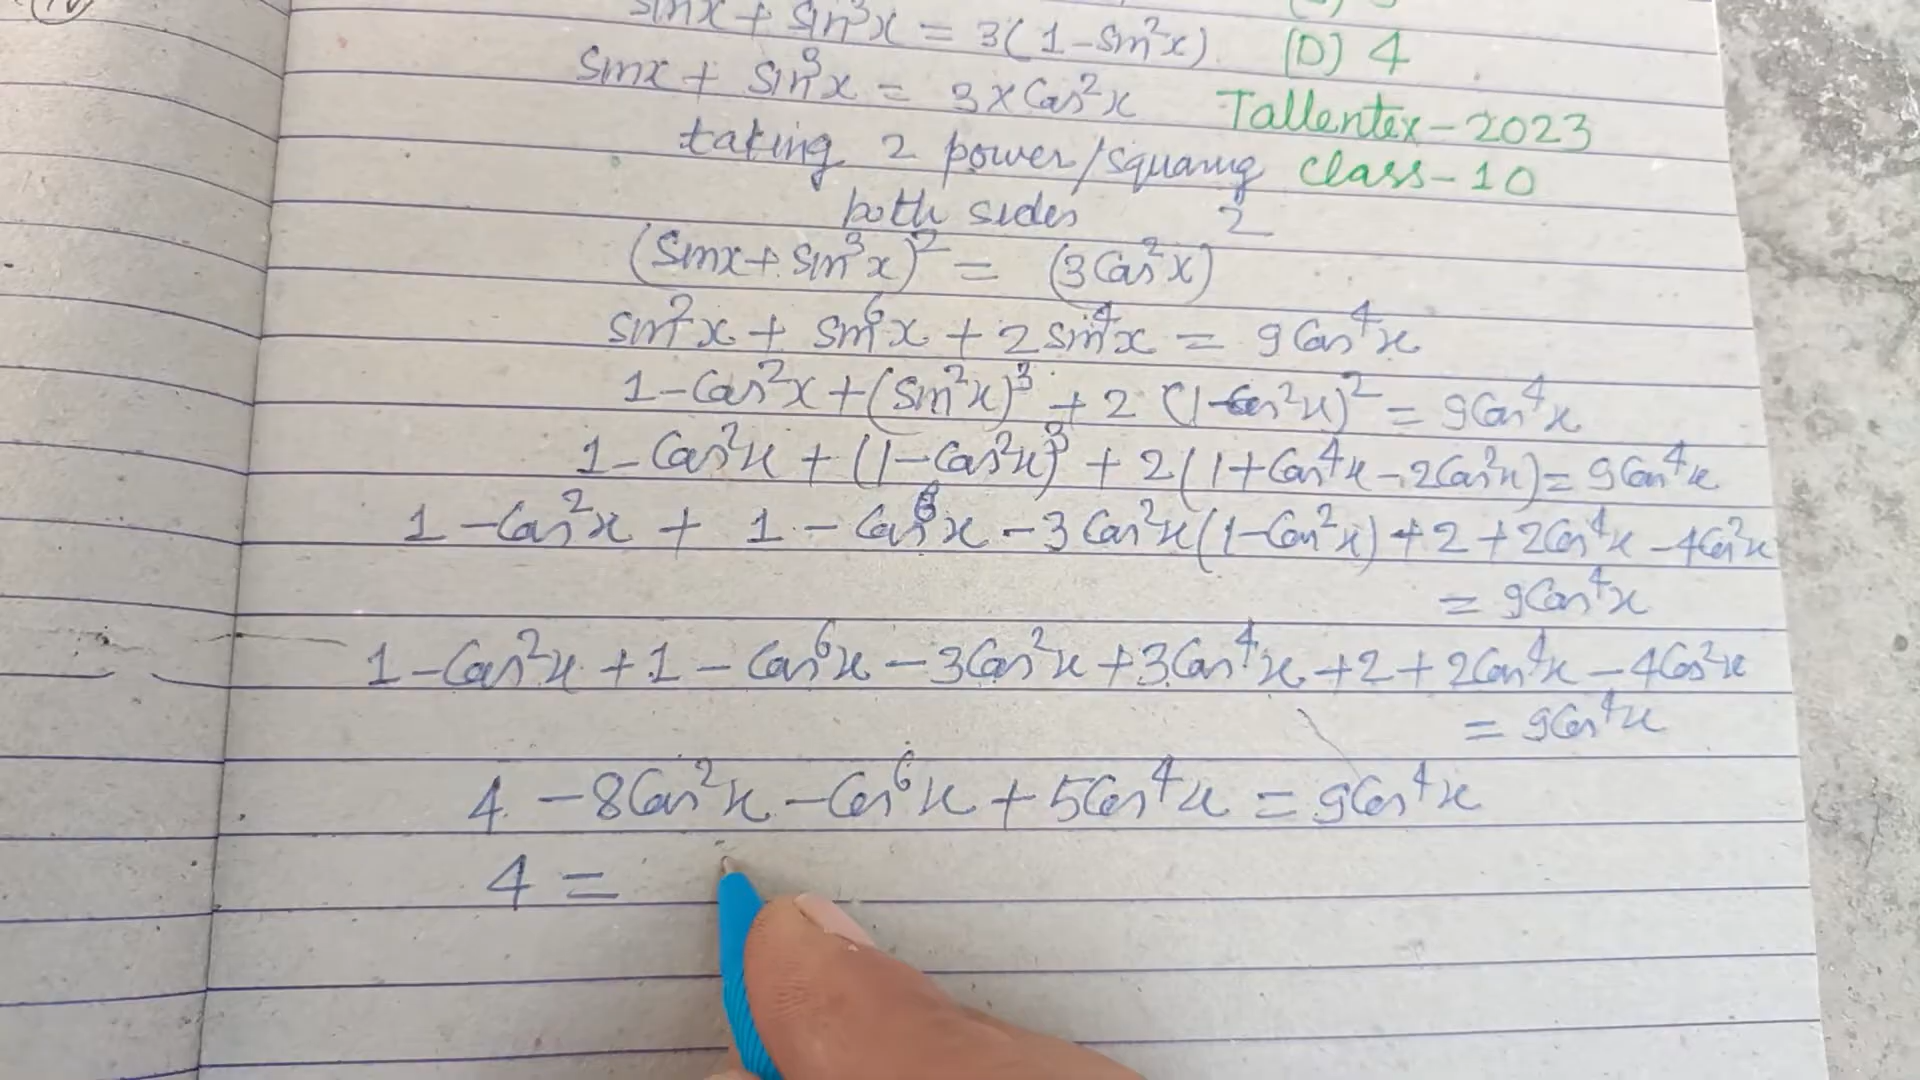 sinx + sin³x = 3(1-sin²x)
(D) 4
sinx + sin³x = 3×Cos²x
Tallentex-2023
taking 2 power/squaring
Class-10
both sides
(sinx + sin³x)² = (3Cos²x)²
sin²x + sin⁶x + 2sin⁴x = 9Cos⁴x
1-Cos²x + (sin²x)³ + 2(1-Cos²x)² = 9Cos⁴x
1-Cos²x + (1-Cos²x)³ + 2(1+Cos⁴x-2Cos²x) = 9Cos⁴x
1-Cos²x + 1 - Cos⁶x - 3Cos²x(1-Cos²x) + 2 + 2Cos⁴x - 4Cos²x
= 9Cos⁴x
1-Cos²x + 1 - Cos⁶x - 3Cos²x + 3Cos⁴x + 2 + 2Cos⁴x - 4Cos²x
= 9Cos⁴x
4 - 8Cos²x - Cos⁶x + 5Cos⁴x = 9Cos⁴x
4 =